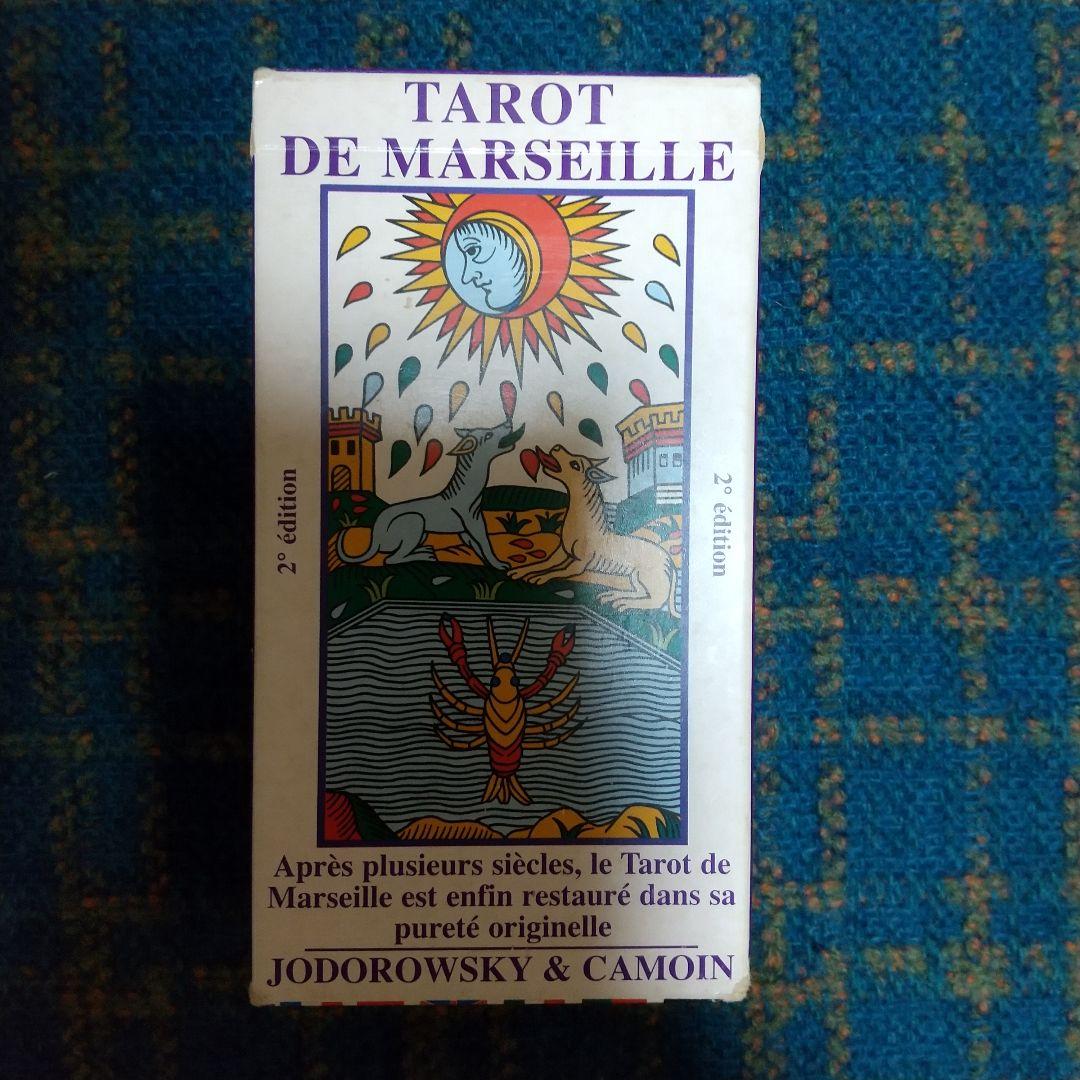 TAROT
DE MARSEILLE
2° édition
2° édition
Après plusieurs siècles, le Tarot de
Marseille est enfin restauré dans sa
pureté originelle
JODOROWSKY & CAMOIN